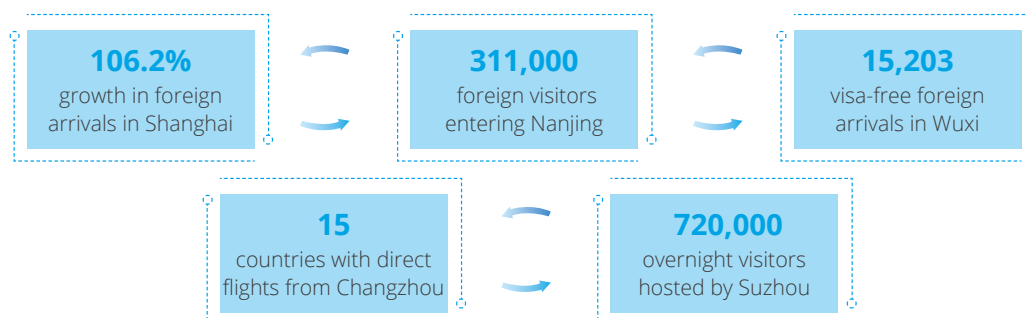 106.2%
growth in foreign
arrivals in Shanghai
311,000
foreign visitors
entering Nanjing
15,203
visa-free foreign
arrivals in Wuxi
15
countries with direct
flights from Changzhou
720,000
overnight visitors
hosted by Suzhou